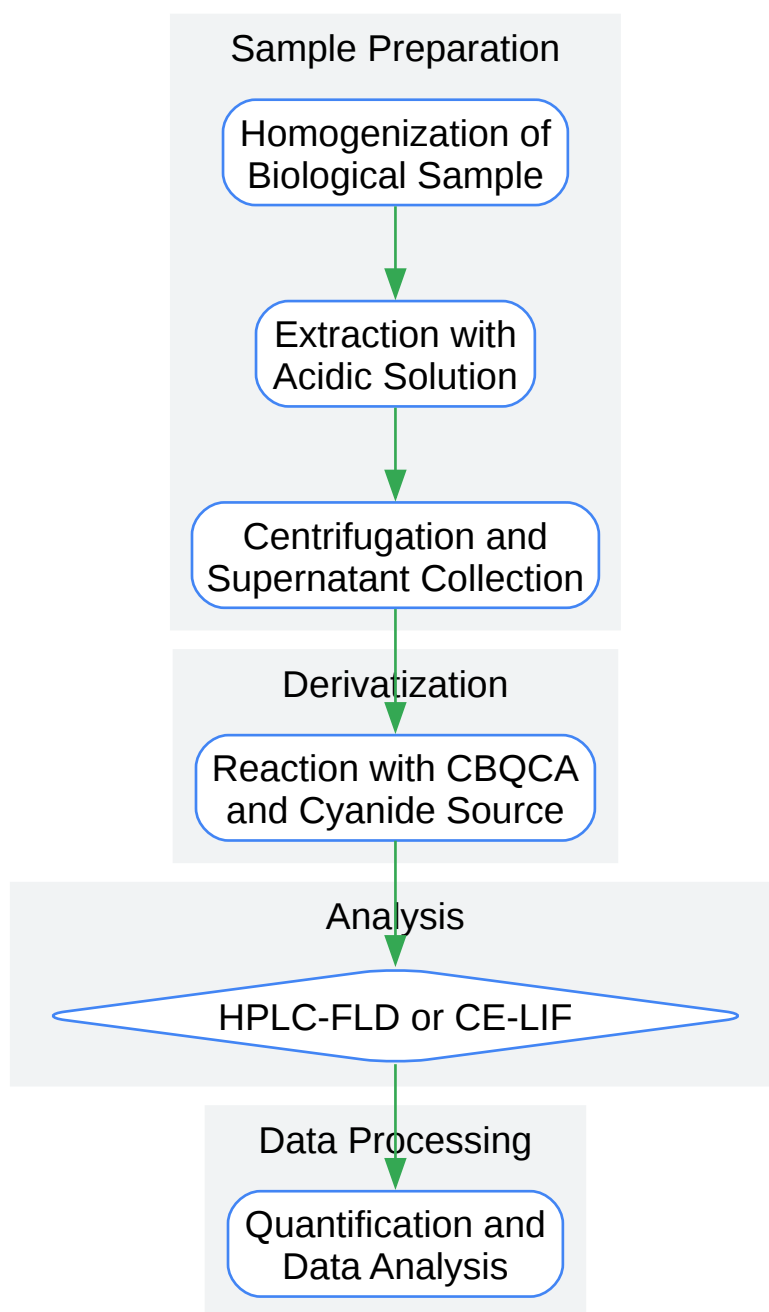 Sample Preparation
Homogenization of
Biological Sample
Extraction with
Acidic Solution
Centrifugation and
Supernatant Collection
Derivatization
Reaction with CBQCA
and Cyanide Source
Analysis
HPLC-FLD or CE-LIF
Data Processing
Quantification and
Data Analysis